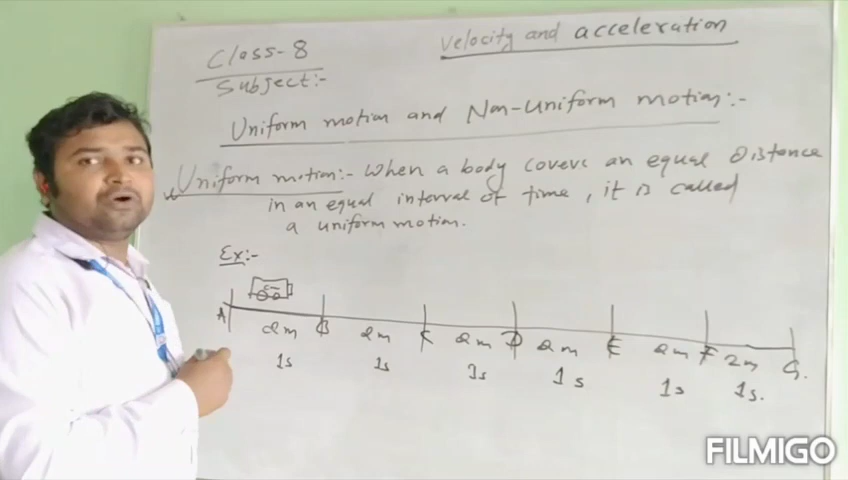 Class-8
velocity and acceleration
Subject:-
Uniform motion and Non-uniform motion:-
Uniform motion:- When a body covers an equal Distance
in an equal interval of time, it is called
a uniform motion.
Ex:-
A B C D E F G.
2m 2m 2m 2m 2m 2m
1s 1s 1s 1s 1s 1s.
FILMIGO